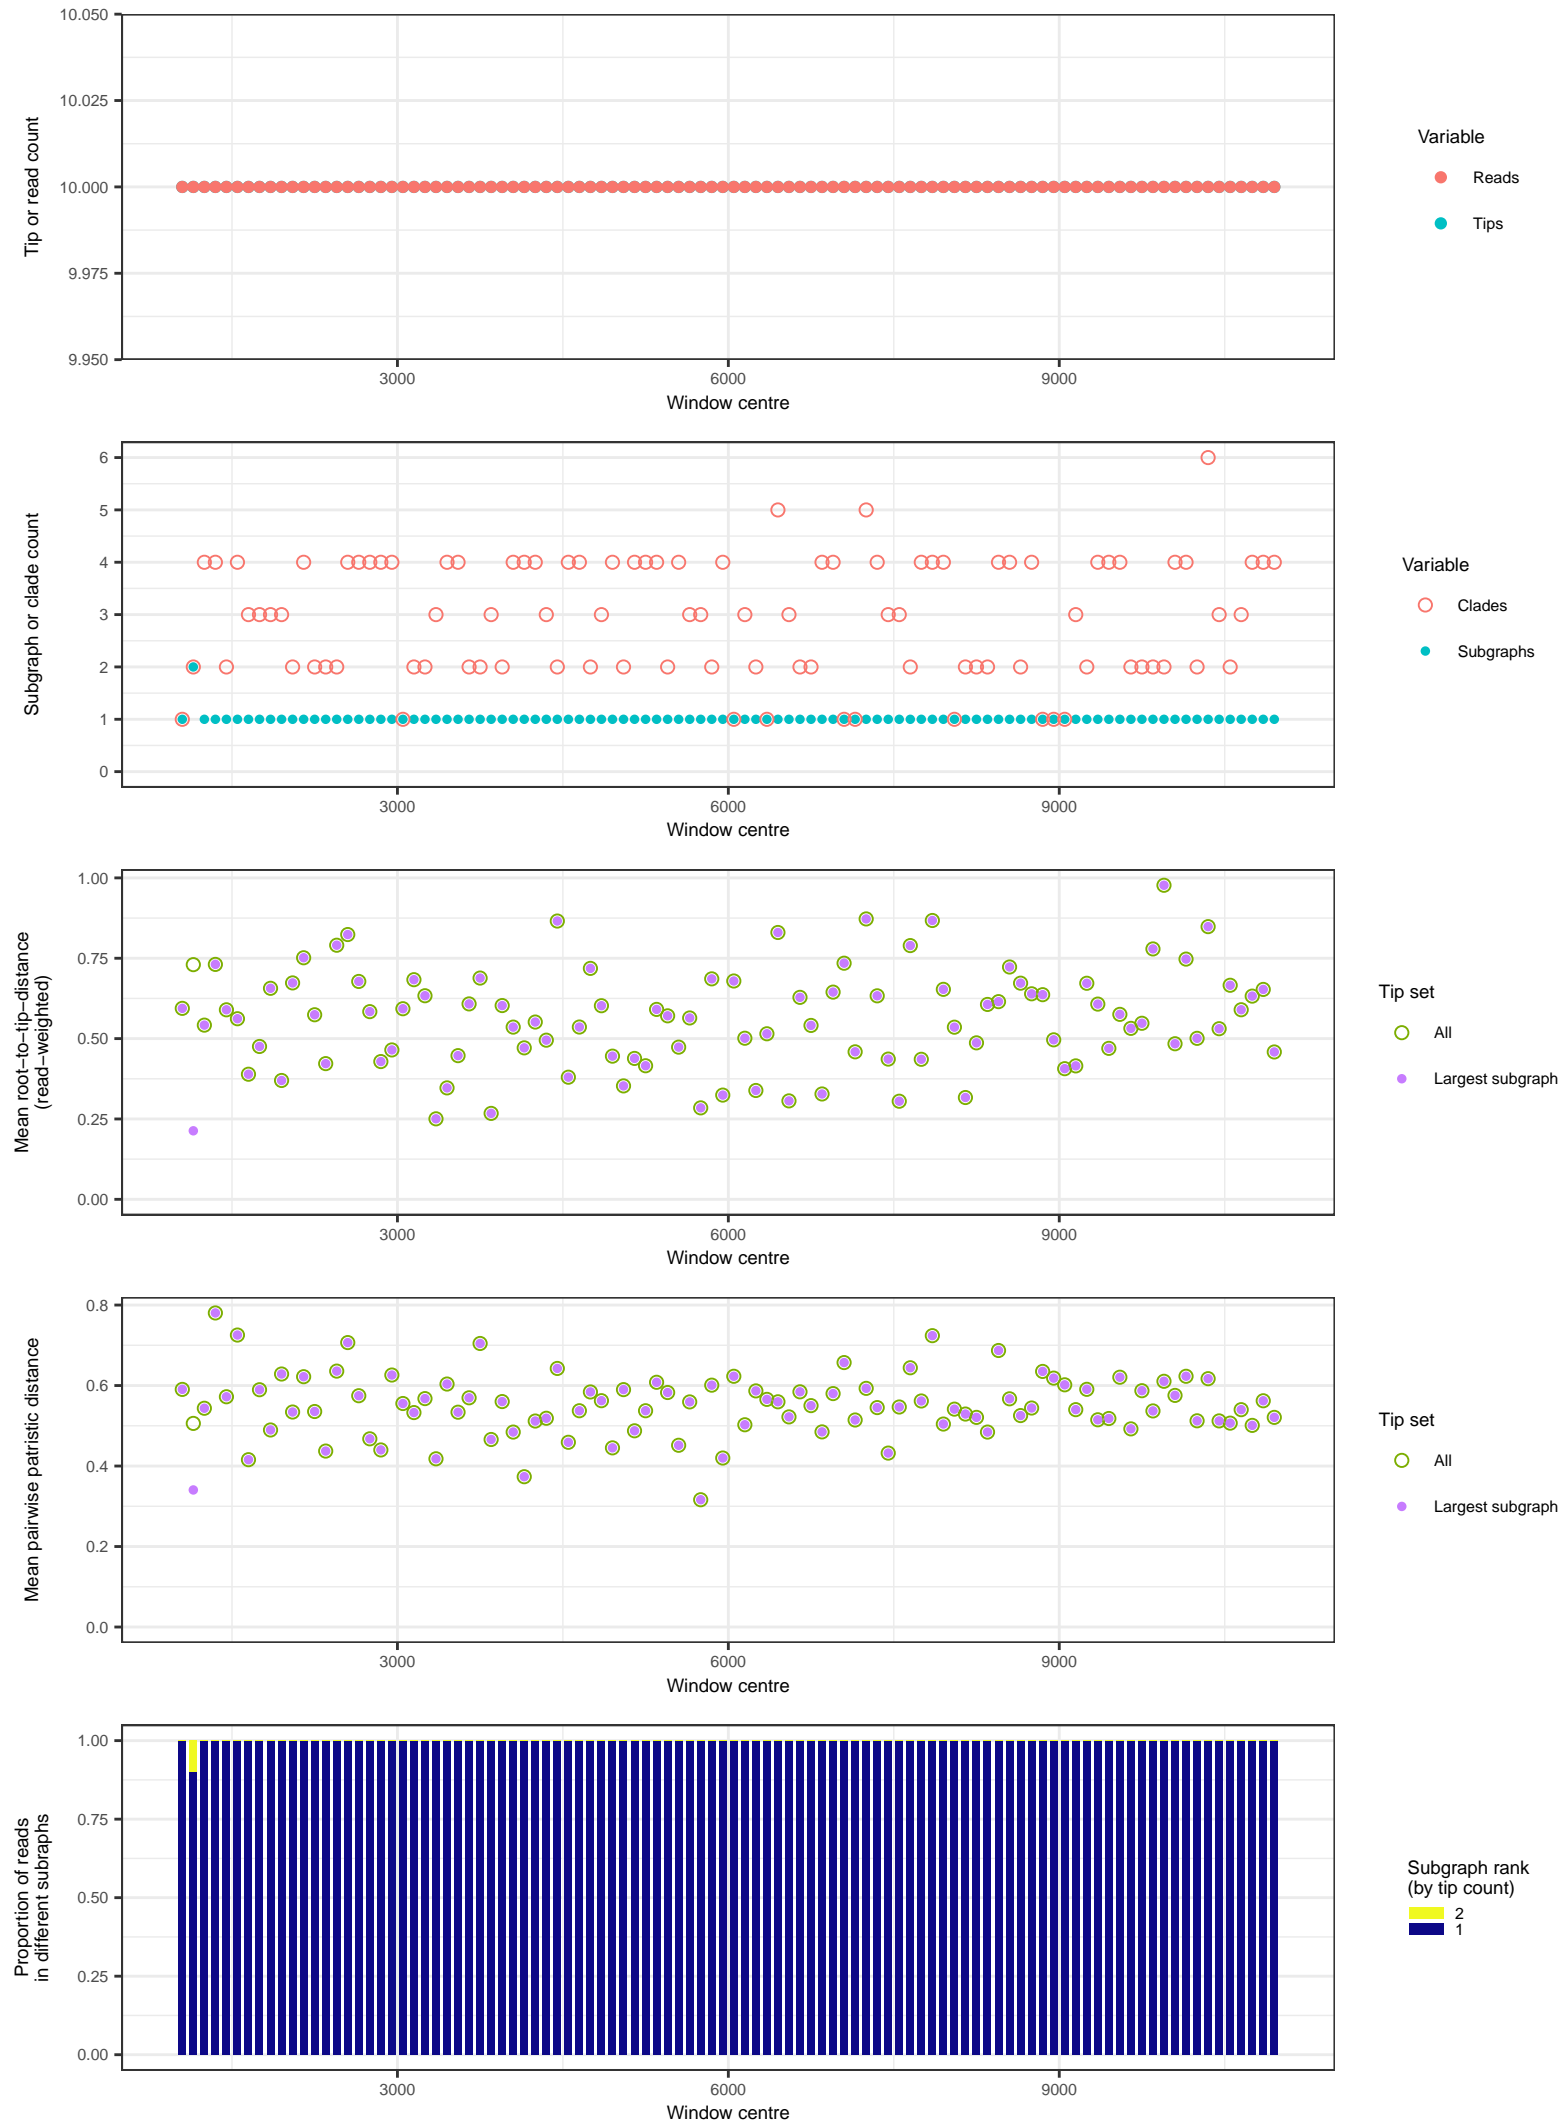 10.050
10.025
10.000
9.975
9.950
Tip or read count
3000
6000
9000
Window centre
Variable
Reads
Tips
6
5
4
3
2
1
0
Subgraph or clade count
3000
6000
9000
Window centre
Variable
Clades
Subgraphs
1.00
0.75
0.50
0.25
0.00
Mean root−to−tip−distance
(read−weighted)
3000
6000
9000
Window centre
Tip set
All
Largest subgraph
0.8
0.6
0.4
0.2
0.0
Mean pairwise patristic distance
3000
6000
9000
Window centre
Tip set
All
Largest subgraph
1.00
0.75
0.50
0.25
0.00
Proportion of reads
in different subraphs
3000
6000
9000
Window centre
Subgraph rank
(by tip count)
2
1